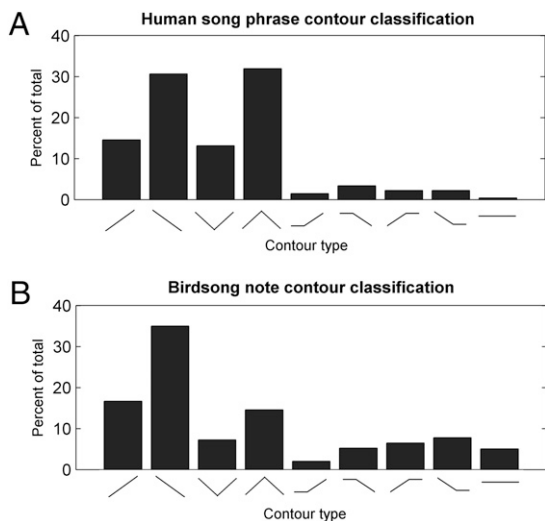 A
Human song phrase contour classification
40
30
20
10
0
Percent of total
Contour type
B
Birdsong note contour classification
40
30
20
10
0
Percent of total
Contour type